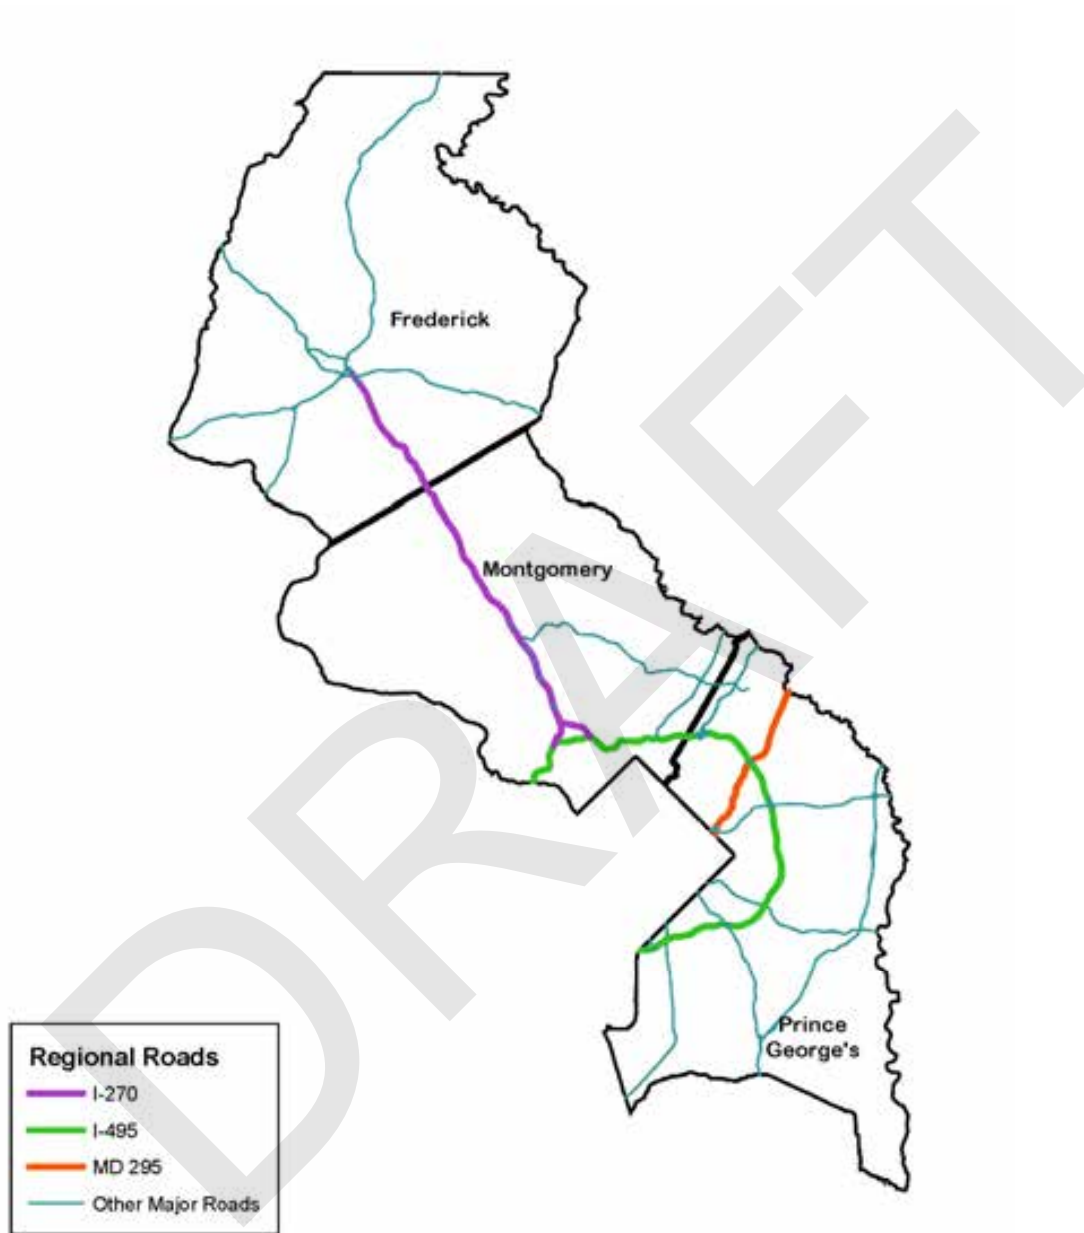 Frederick
Montgomery
DRAFT
Prince
George's
Regional Roads
I-270
I-495
MD 295
Other Major Roads